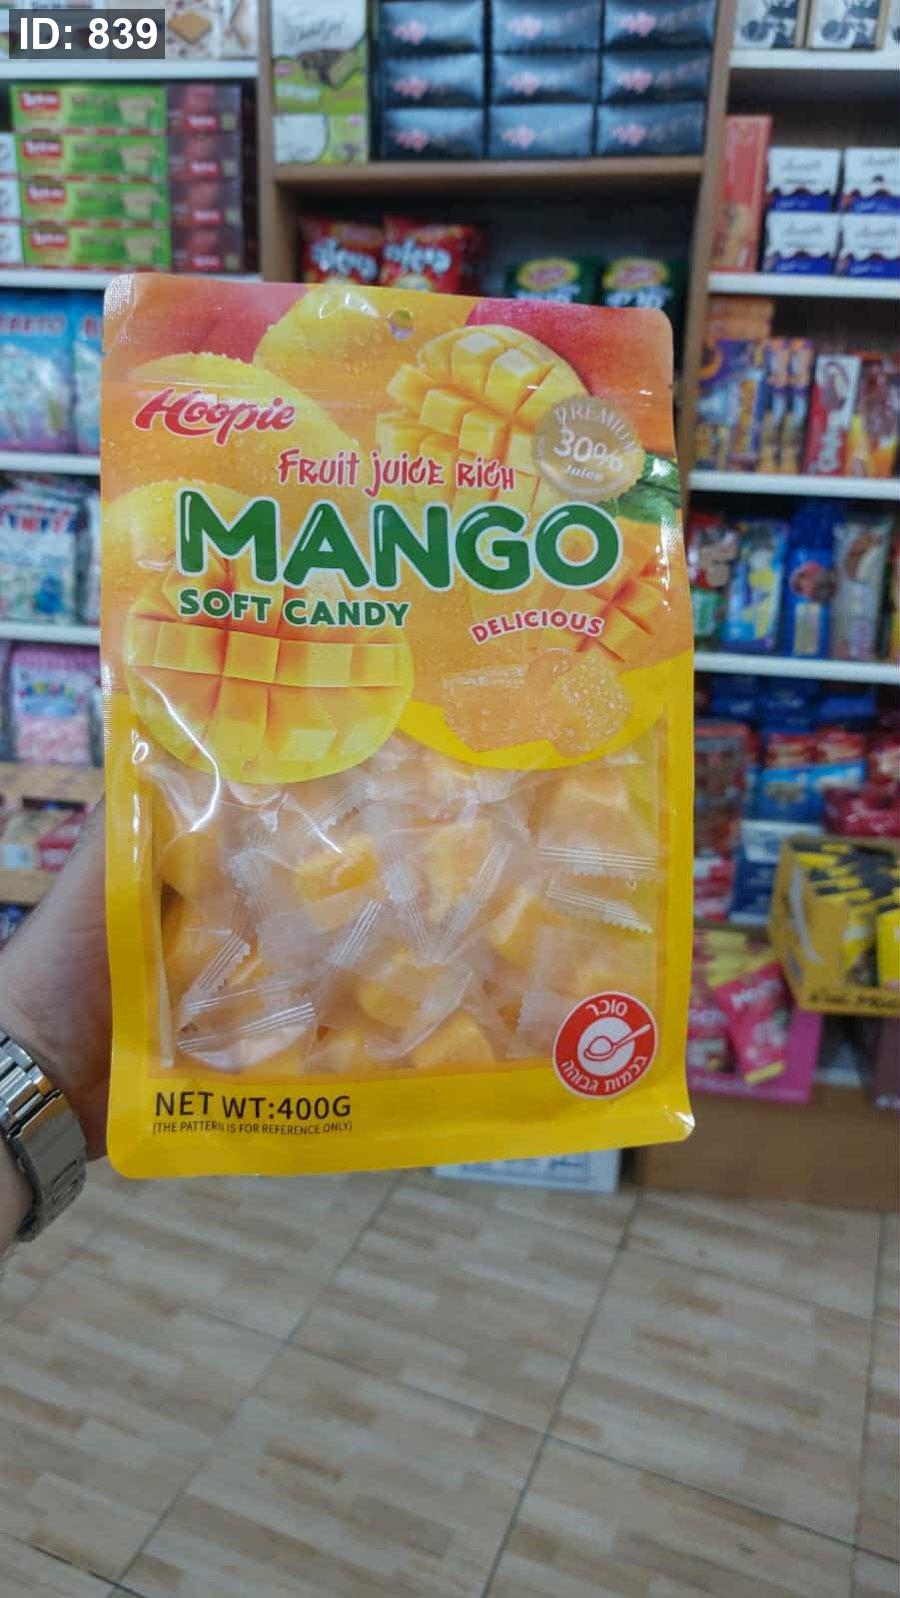 ID: 839
Hoopie
PREMIUM
30%
Juice
FRUIT JUICE RICH
MANGO
SOFT CANDY
DELICIOUS
סוכר
בכמות גבוהה
NET WT:400G
(THE PATTERN IS FOR REFERENCE ONLY)